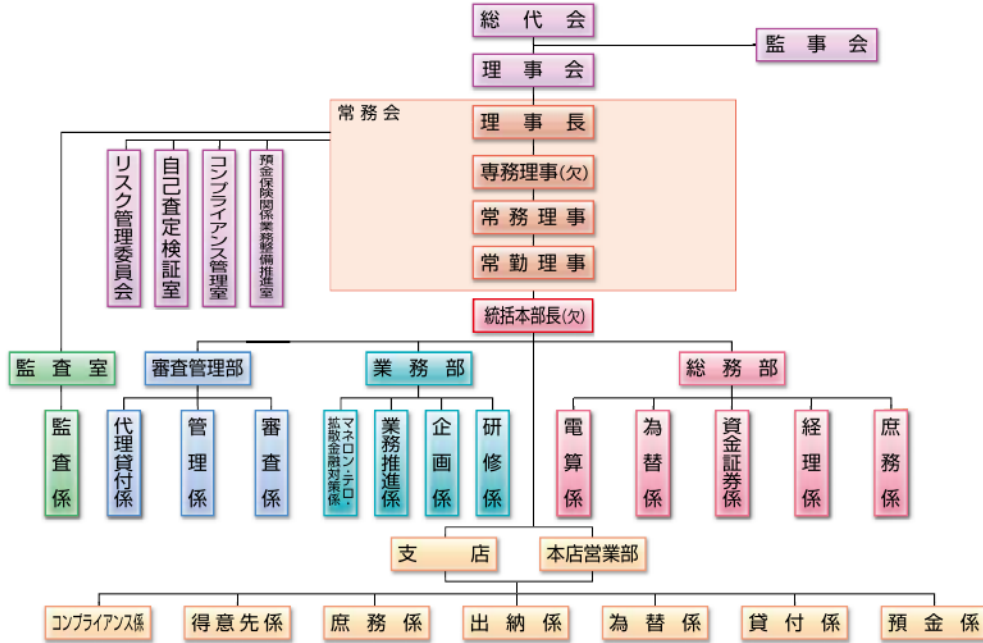 総代会
監事会
理事会
常務会
理事長
専務理事(欠)
常務理事
常勤理事
リスク管理委員会
自己査定検証室
コンプライアンス管理室
預金保険関係業務整備推進室
統括本部長(欠)
監査室
審査管理部
業務部
総務部
監査係
代理貸付係
管理係
審査係
マネロン・テロ・
拡散金融対策係
業務推進係
企画係
研修係
電算係
為替係
資金証券係
経理係
庶務係
支店
本店営業部
コンプライアンス係
得意先係
庶務係
出納係
為替係
貸付係
預金係